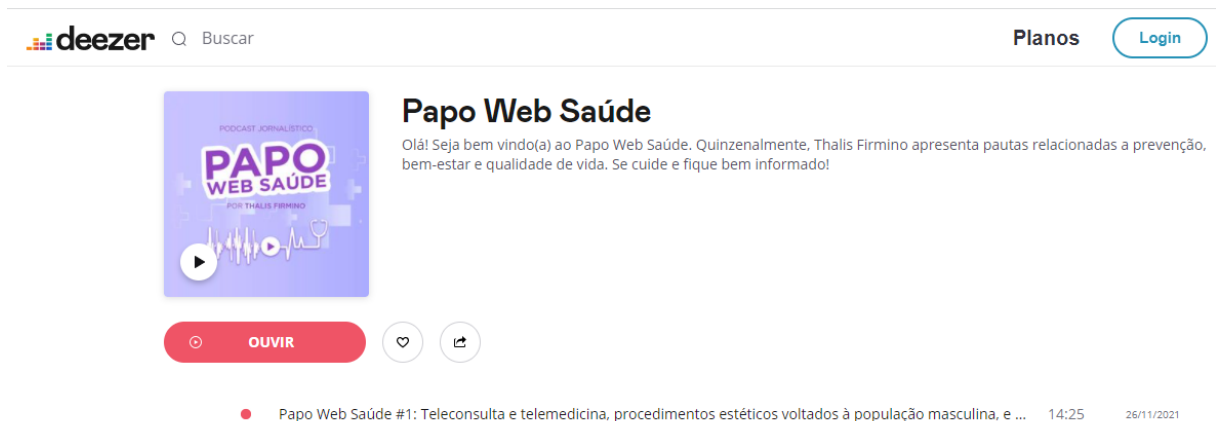 deezer Buscar Planos Login
PODCAST JORNALÍSTICO
PAPO
WEB SAÚDE
POR THALIS FIRMINO
Papo Web Saúde
Olá! Seja bem vindo(a) ao Papo Web Saúde. Quinzenalmente, Thalis Firmino apresenta pautas relacionadas a prevenção,
bem-estar e qualidade de vida. Se cuide e fique bem informado!
OUVIR
Papo Web Saúde #1: Teleconsulta e telemedicina, procedimentos estéticos voltados à população masculina, e ... 14:25 26/11/2021